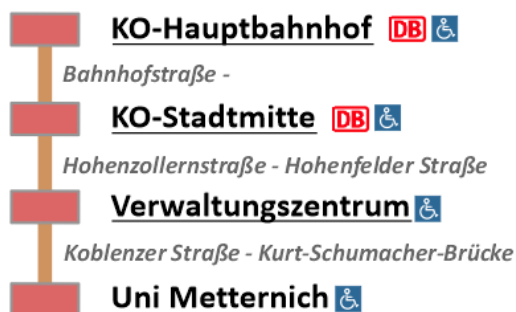 KO-Hauptbahnhof DB
Bahnhofstraße -
KO-Stadtmitte DB
Hohenzollernstraße - Hohenfelder Straße
Verwaltungszentrum
Koblenzer Straße - Kurt-Schumacher-Brücke
Uni Metternich